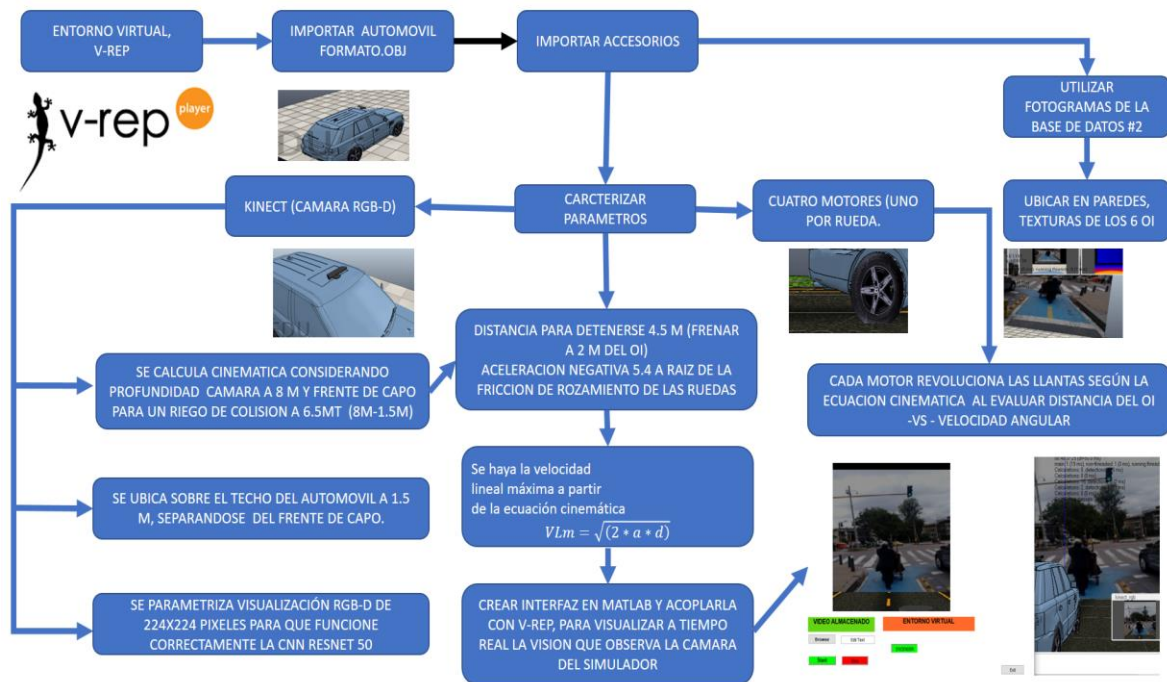 ENTORNO VIRTUAL,
V-REP
IMPORTAR AUTOMOVIL
FORMATO.OBJ
IMPORTAR ACCESORIOS
v-rep
player
UTILIZAR
FOTOGRAMAS DE LA
BASE DE DATOS #2
KINECT (CAMARA RGB-D)
CARCTERIZAR
PARAMETROS
CUATRO MOTORES (UNO
POR RUEDA.
UBICAR EN PAREDES,
TEXTURAS DE LOS 6 OI
SE CALCULA CINEMATICA CONSIDERANDO
PROFUNDIDAD CAMARA A 8 M Y FRENTE DE CAPO
PARA UN RIEGO DE COLISION A 6.5MT (8M-1.5M)
DISTANCIA PARA DETENERSE 4.5 M (FRENAR
A 2 M DEL OI)
ACELERACION NEGATIVA 5.4 A RAIZ DE LA
FRICCION DE ROZAMIENTO DE LAS RUEDAS
CADA MOTOR REVOLUCIONA LAS LLANTAS SEGÚN LA
ECUACION CINEMATICA AL EVALUAR DISTANCIA DEL OI
-VS - VELOCIDAD ANGULAR
SE UBICA SOBRE EL TECHO DEL AUTOMOVIL A 1.5
M, SEPARANDOSE DEL FRENTE DE CAPO.
Se haya la velocidad
lineal máxima a partir
de la ecuación cinemática
VLm = √(2 * a * d)
SE PARAMETRIZA VISUALIZACIÓN RGB-D DE
224X224 PIXELES PARA QUE FUNCIONE
CORRECTAMENTE LA CNN RESNET 50
CREAR INTERFAZ EN MATLAB Y ACOPLARLA
CON V-REP, PARA VISUALIZAR A TIEMPO
REAL LA VISION QUE OBSERVA LA CAMARA
DEL SIMULADOR
VIDEO ALMACENADO
ENTORNO VIRTUAL
Browse
Edit Text
Exit